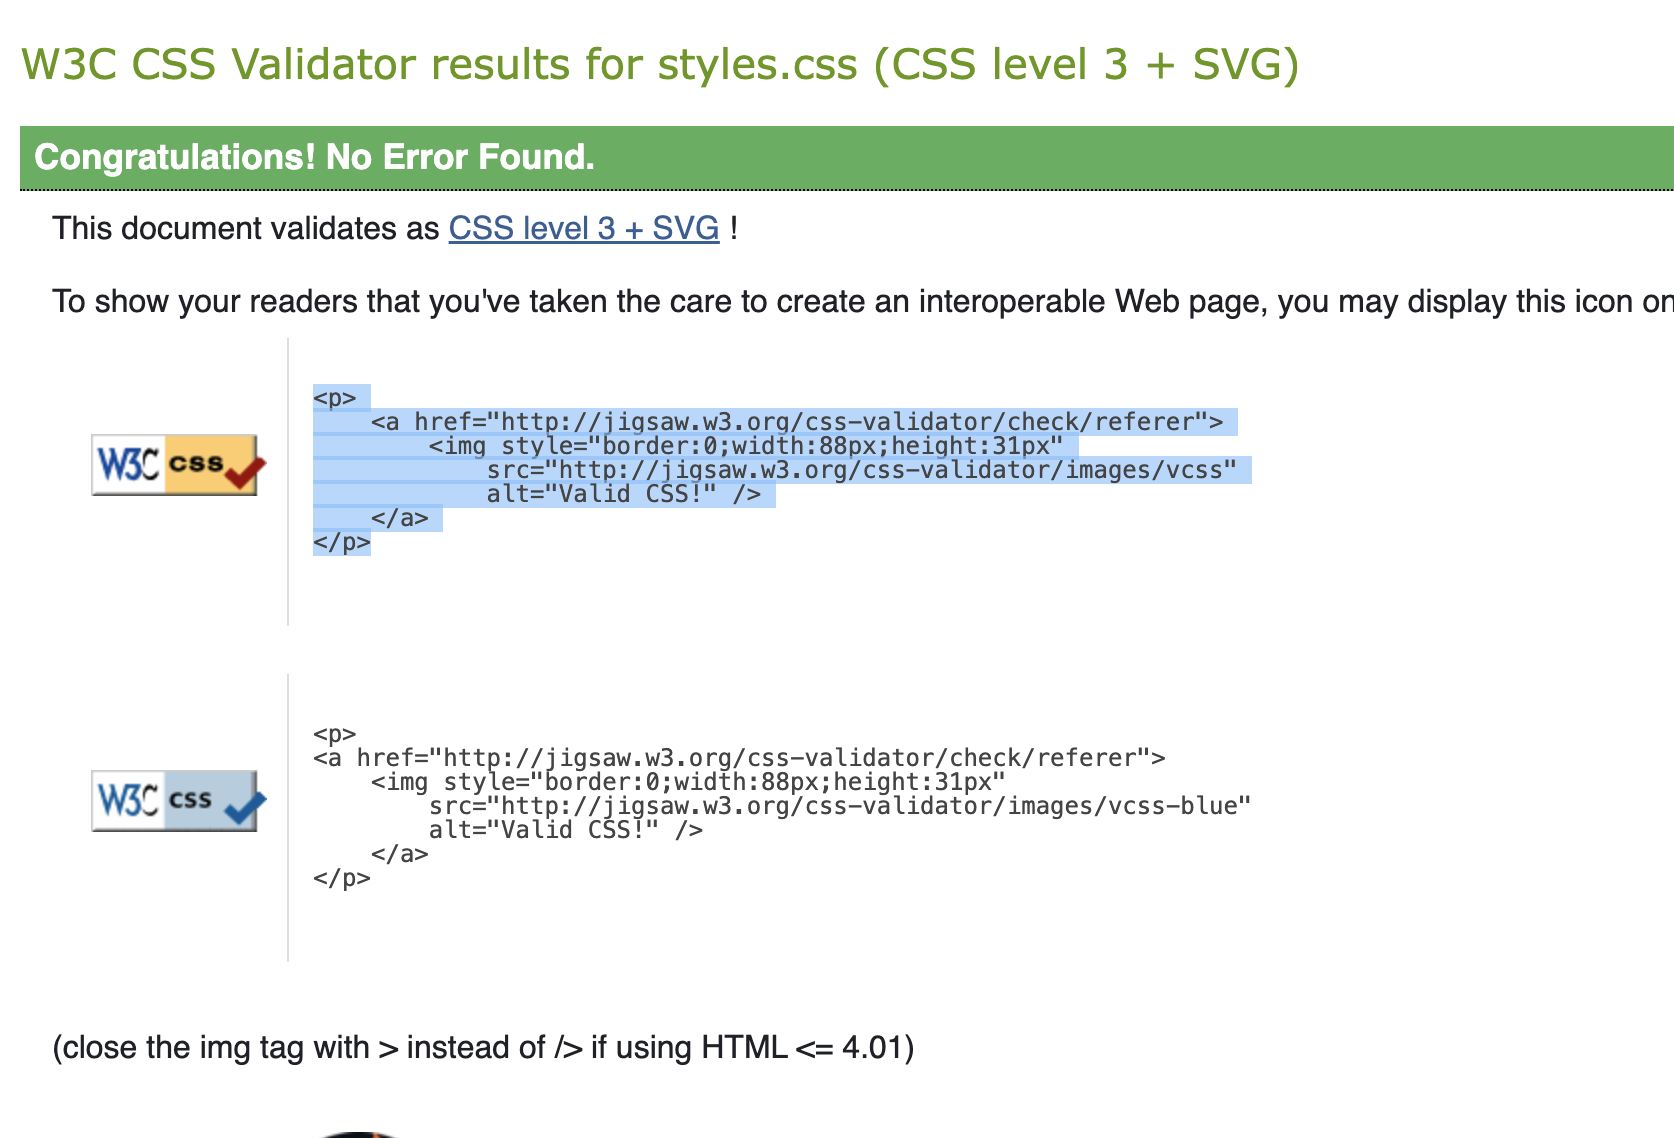 W3C CSS Validator results for styles.css (CSS level 3 + SVG)
Congratulations! No Error Found.
This document validates as CSS level 3 + SVG !
To show your readers that you've taken the care to create an interoperable Web page, you may display this icon on
W3C css
<p>
    <a href="http://jigsaw.w3.org/css-validator/check/referer">
        <img style="border:0;width:88px;height:31px"
            src="http://jigsaw.w3.org/css-validator/images/vcss"
            alt="Valid CSS!" />
    </a>
</p>
W3C css
<p>
<a href="http://jigsaw.w3.org/css-validator/check/referer">
    <img style="border:0;width:88px;height:31px"
        src="http://jigsaw.w3.org/css-validator/images/vcss-blue"
        alt="Valid CSS!" />
    </a>
</p>
(close the img tag with > instead of /> if using HTML <= 4.01)